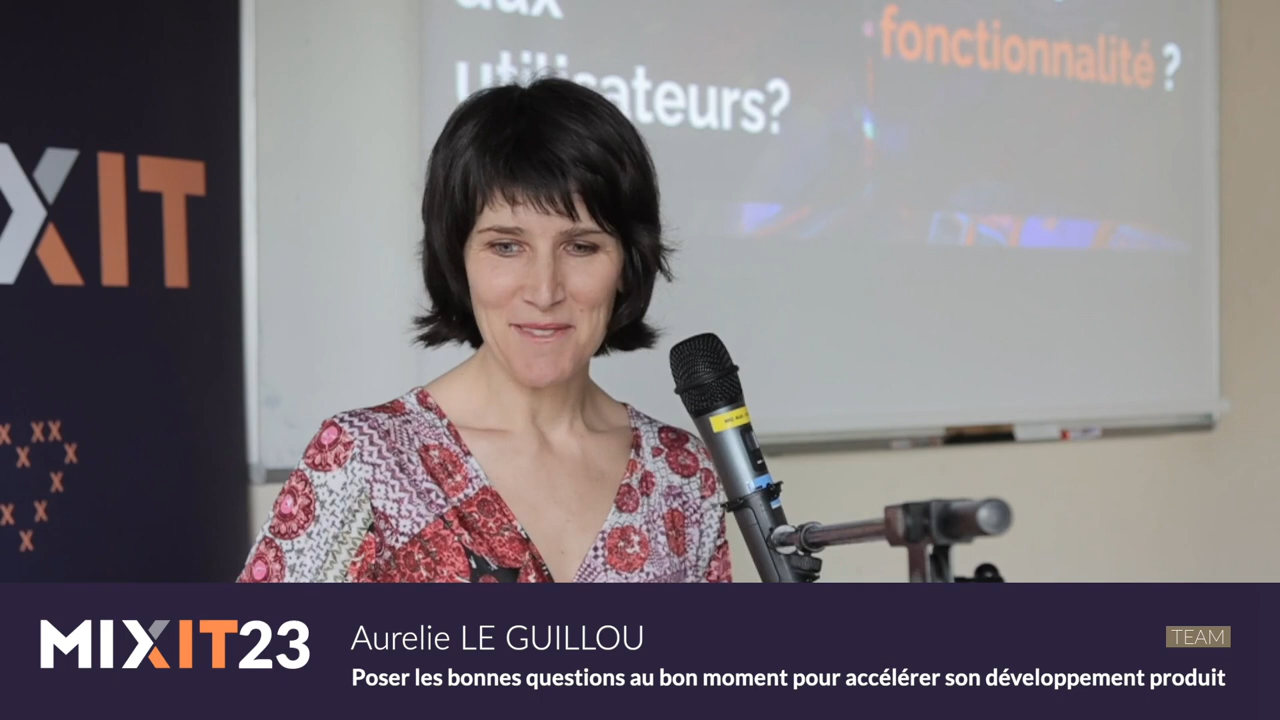 aux
utilisateurs?
fonctionnalité ?
XIT
MIXIT23
Aurelie LE GUILLOU
TEAM
Poser les bonnes questions au bon moment pour accélérer son développement produit